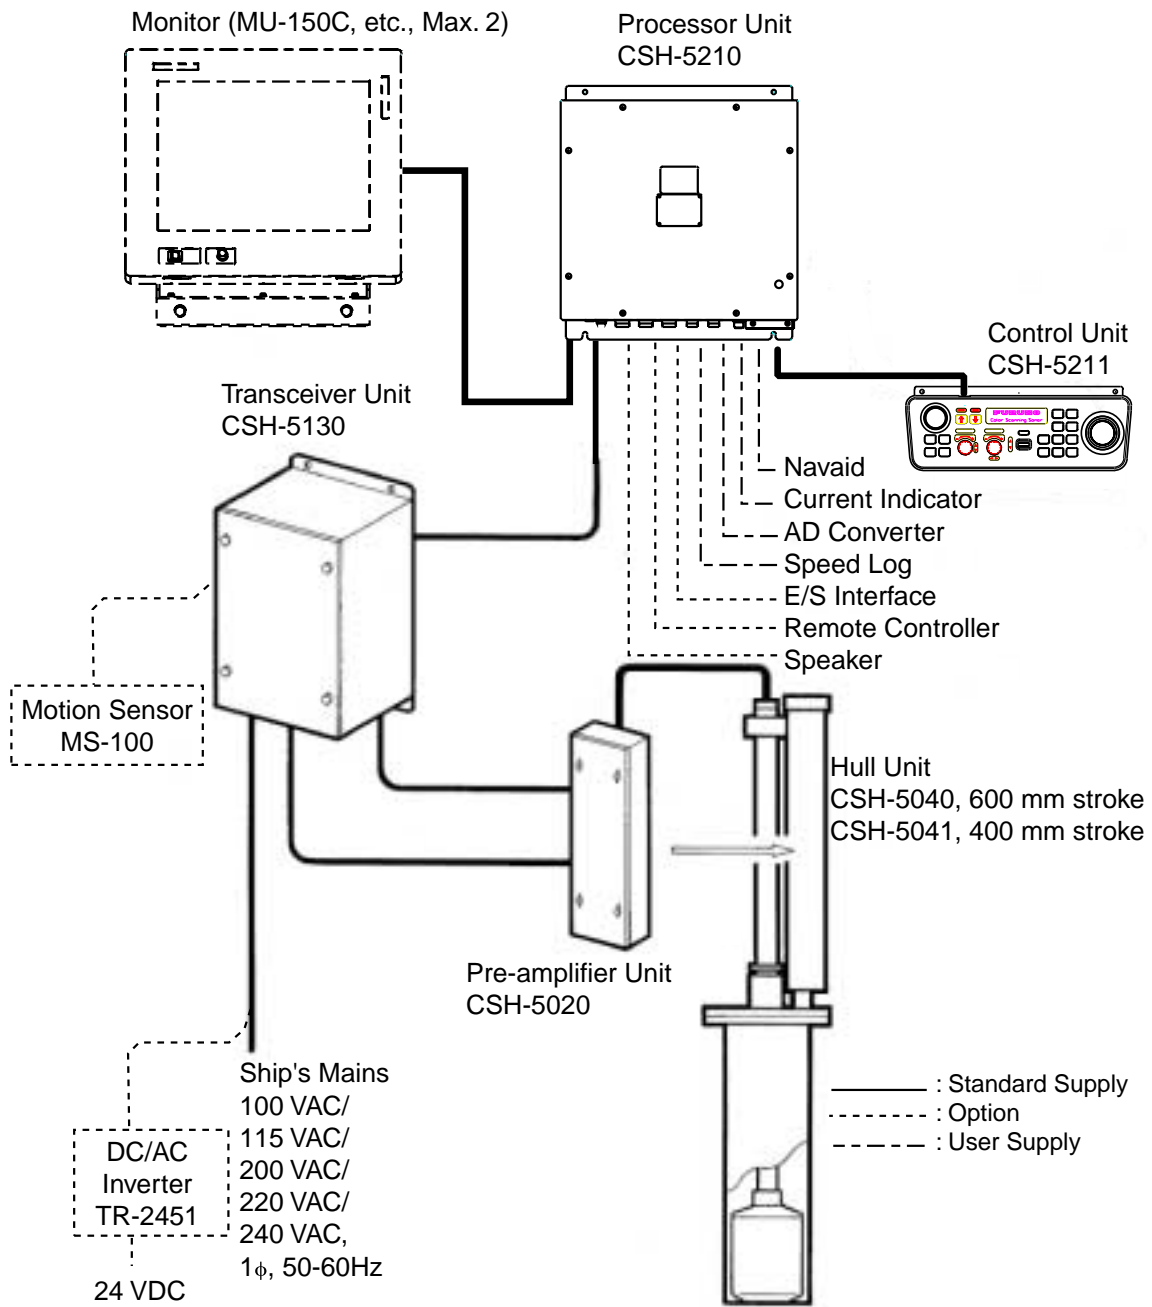 Monitor (MU-150C, etc., Max. 2)
Processor Unit
CSH-5210
Control Unit
CSH-5211
FURUNO
Color Scanning Sonar
Transceiver Unit
CSH-5130
Navaid
Current Indicator
AD Converter
Speed Log
E/S Interface
Remote Controller
Speaker
Motion Sensor
MS-100
Hull Unit
CSH-5040, 600 mm stroke
CSH-5041, 400 mm stroke
Pre-amplifier Unit
CSH-5020
Ship's Mains
100 VAC/
115 VAC/
200 VAC/
220 VAC/
240 VAC,
1ϕ, 50-60Hz
DC/AC
Inverter
TR-2451
24 VDC
: Standard Supply
: Option
: User Supply